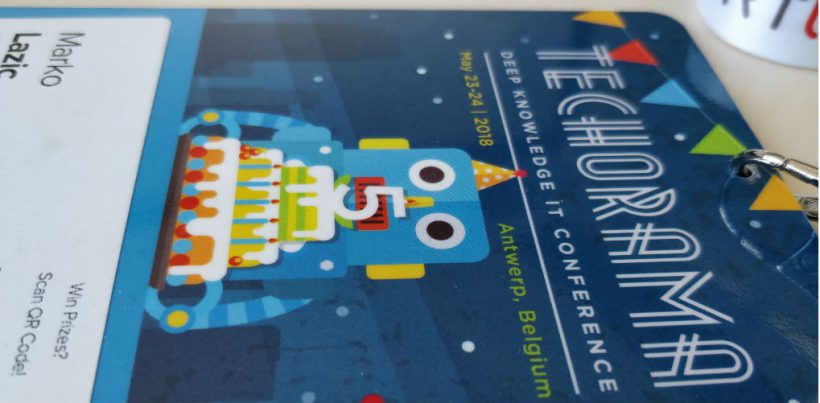 TECHORAMA
DEEP KNOWLEDGE IT CONFERENCE
May 23-24 | 2018
Antwerp, Belgium
5
Marko
Lazic
Win Prizes?
Scan QR Code!